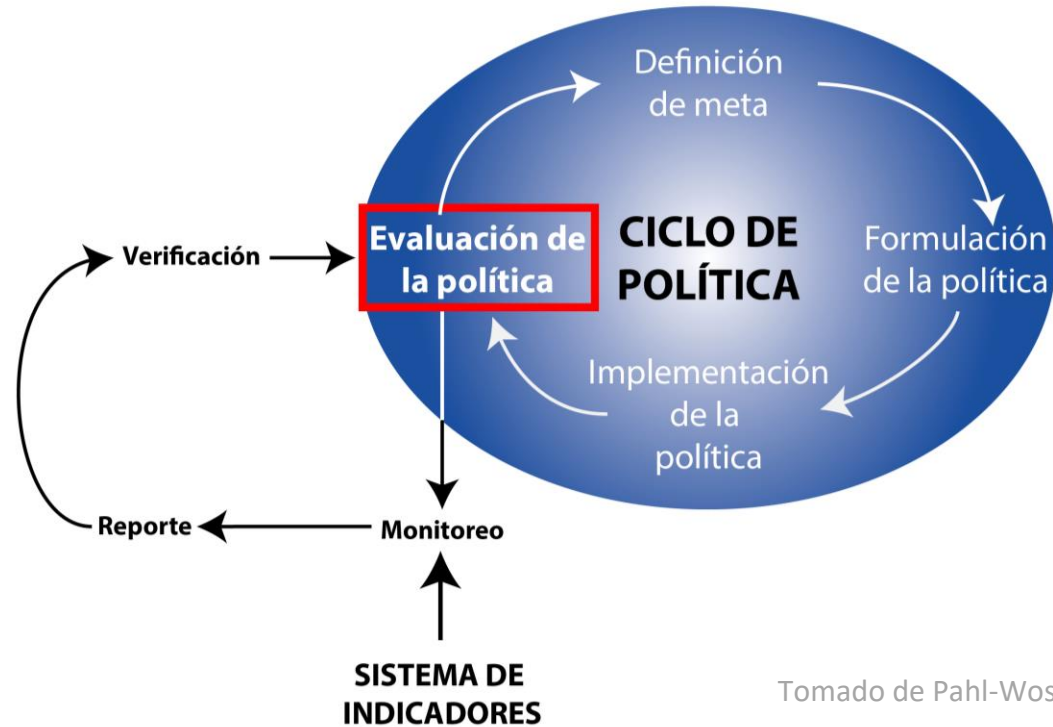 Definición
de meta
Evaluación de
la política
CICLO DE
POLÍTICA
Formulación
de la política
Implementación
de la
política
Verificación
Reporte
Monitoreo
SISTEMA DE
INDICADORES
Tomado de Pahl-Wos